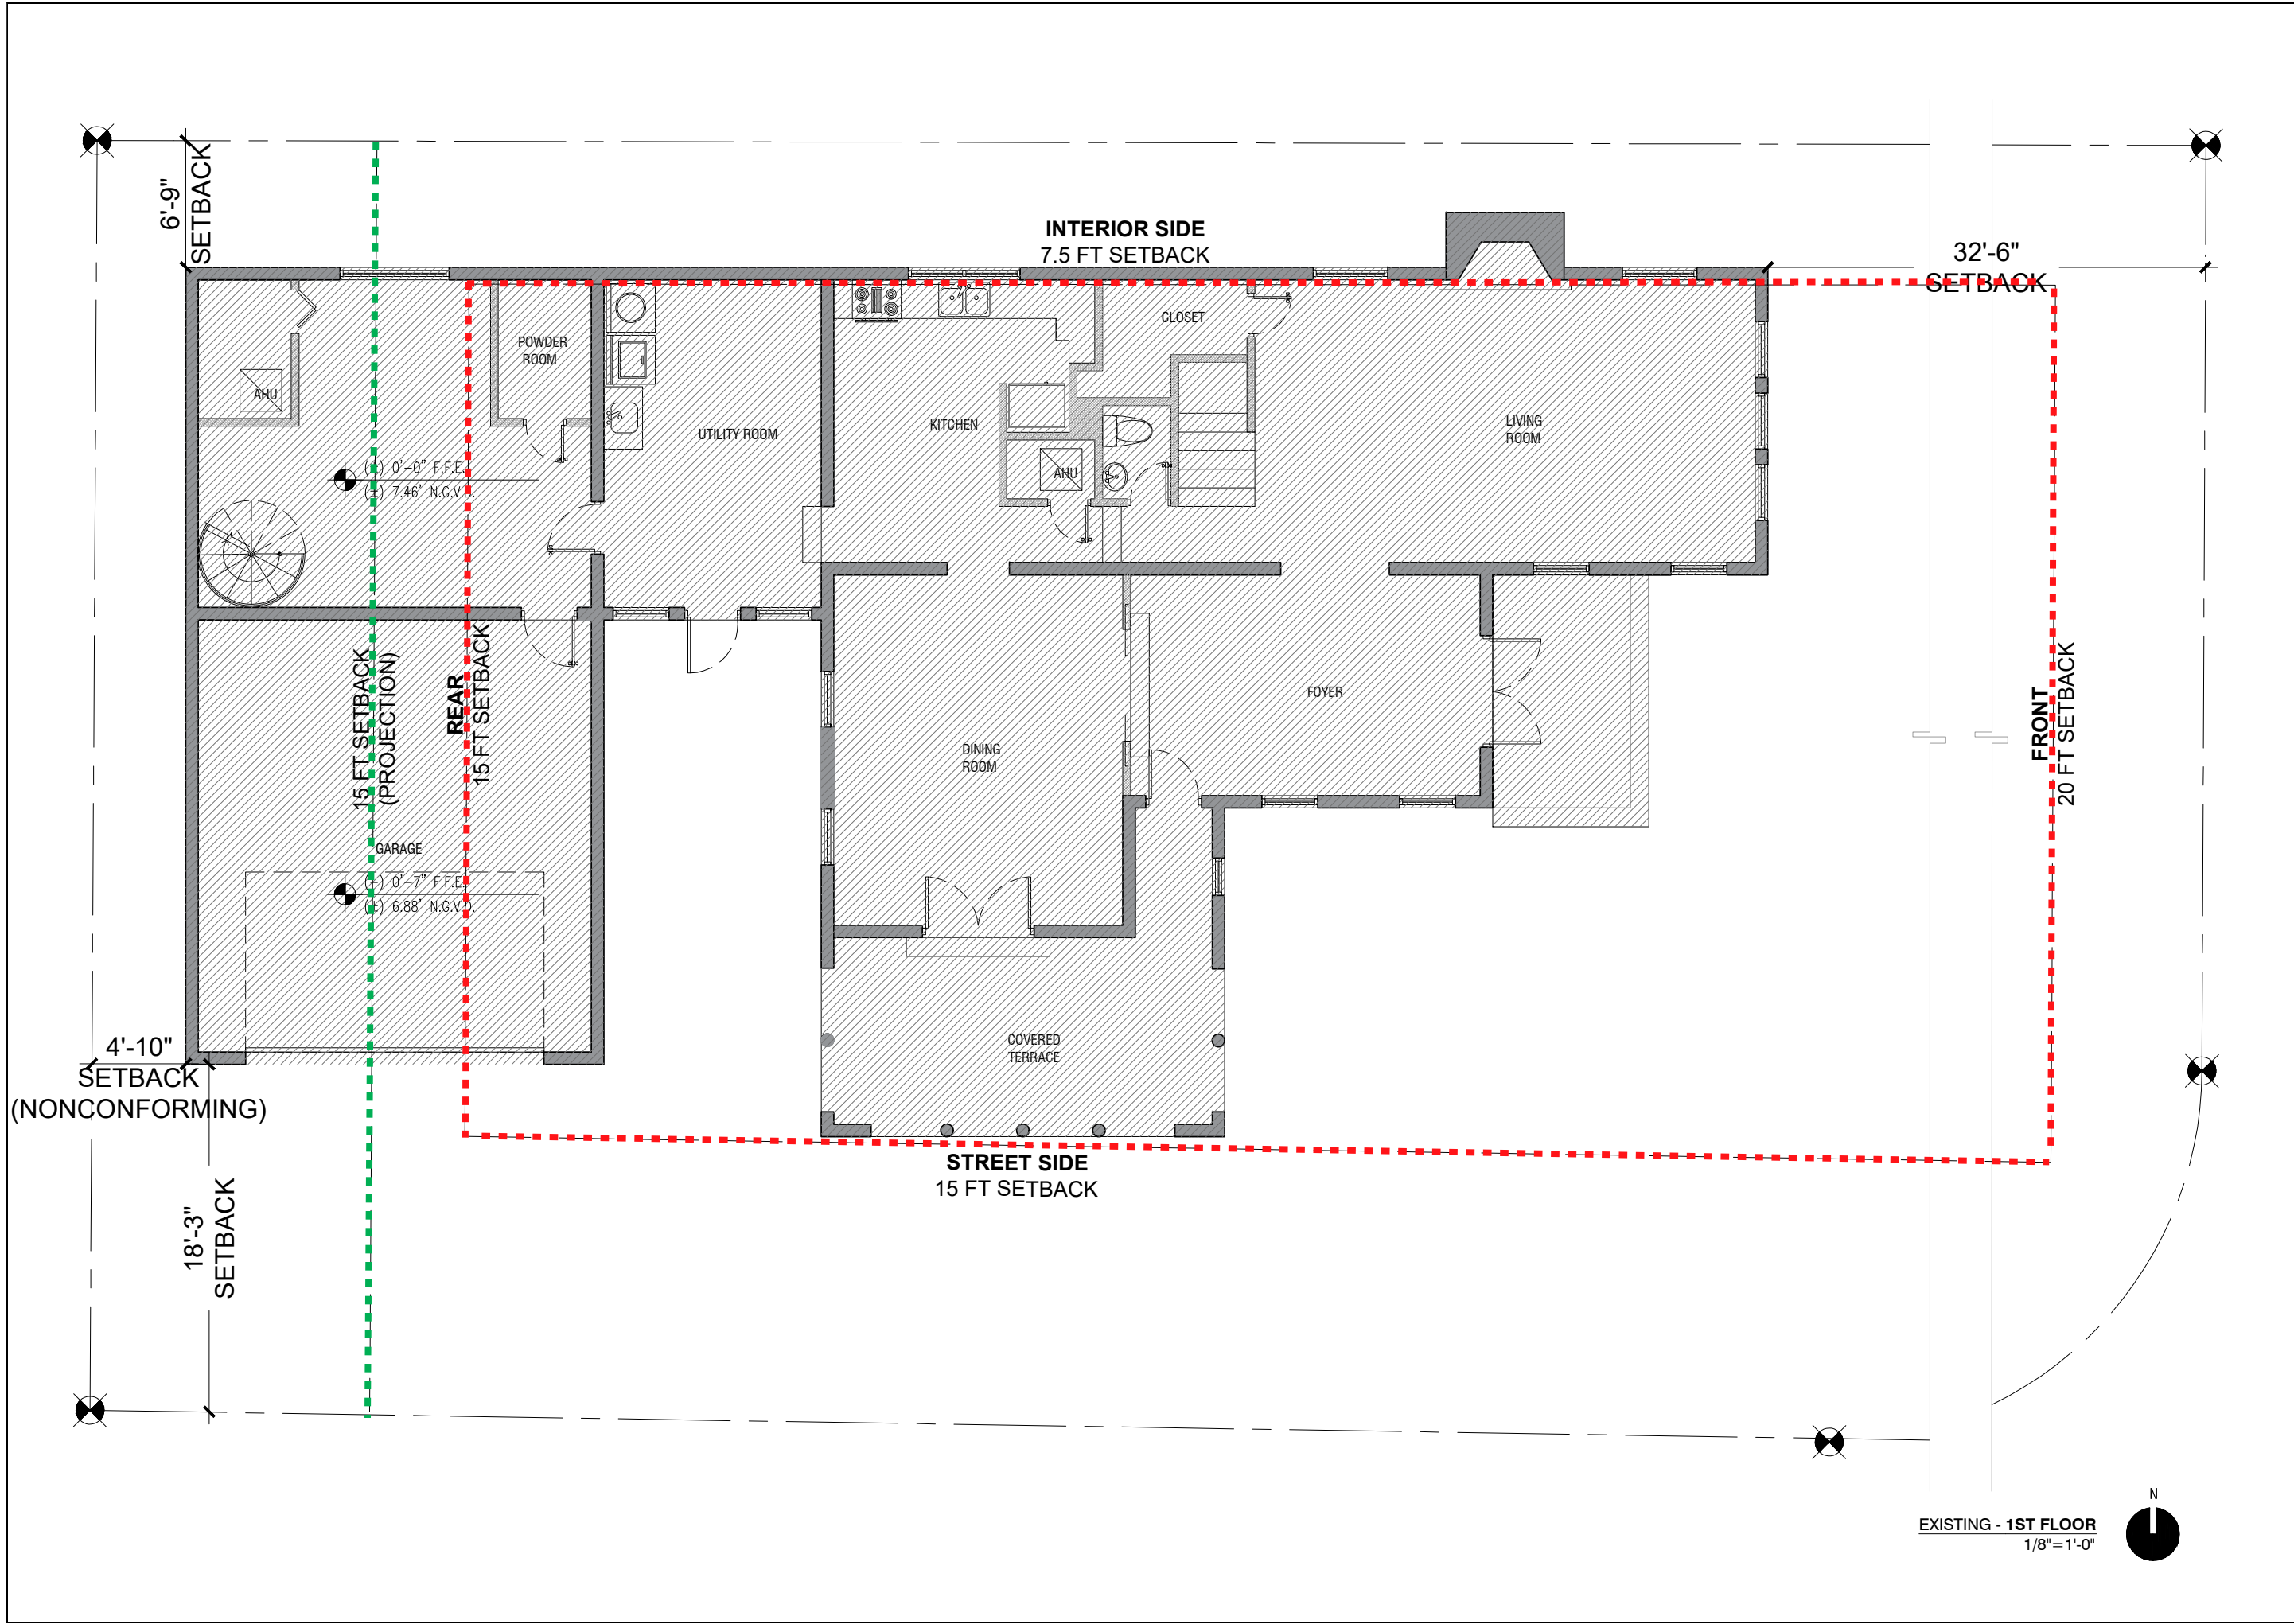 6'-9"
SETBACK
INTERIOR SIDE
7.5 FT SETBACK
32'-6"
SETBACK
CLOSET
POWDER
ROOM
AHU
UTILITY ROOM
KITCHEN
LIVING
ROOM
AHU
0'-0" F.F.E.
7.46' N.G.V.D.
15 FT SETBACK
(PROJECTION)
REAR
15 FT SETBACK
FOYER
FRONT
20 FT SETBACK
DINING
ROOM
GARAGE
(-) 0'-7" F.F.E.
6.88' N.G.V.D.
4'-10"
SETBACK
(NONCONFORMING)
COVERED
TERRACE
STREET SIDE
15 FT SETBACK
18'-3"
SETBACK
N
EXISTING - 1ST FLOOR
1/8"=1'-0"